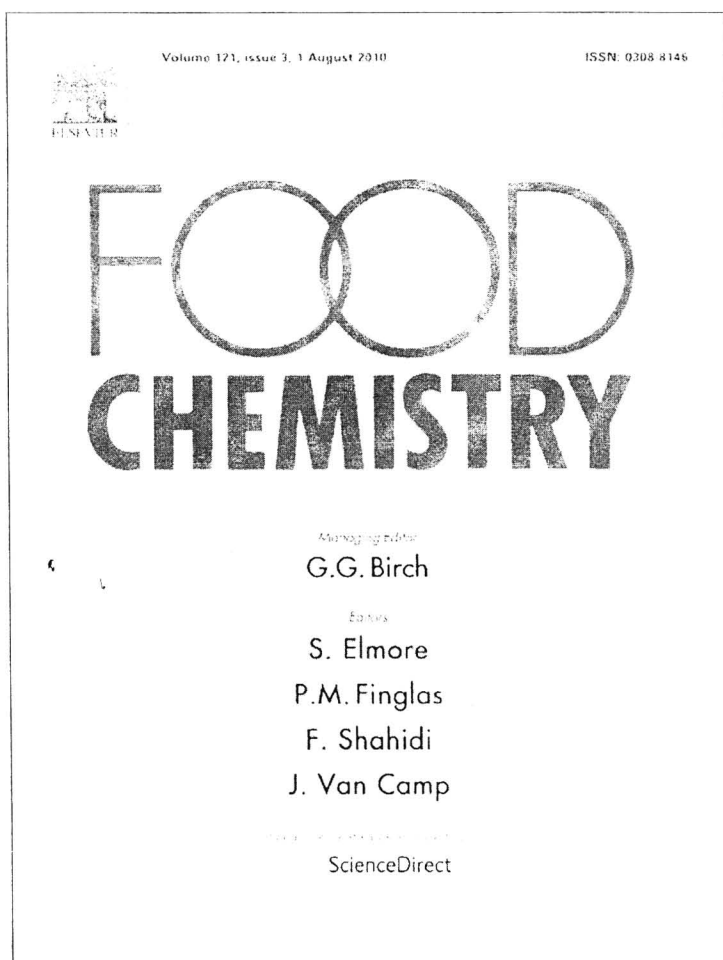 Volume 121, issue 3, 1 August 2010
ISSN: 0308-8146
ELSEVIER
FOOD
CHEMISTRY
Managing Editor
G.G. Birch
Editors
S. Elmore
P.M. Finglas
F. Shahidi
J. Van Camp
ScienceDirect